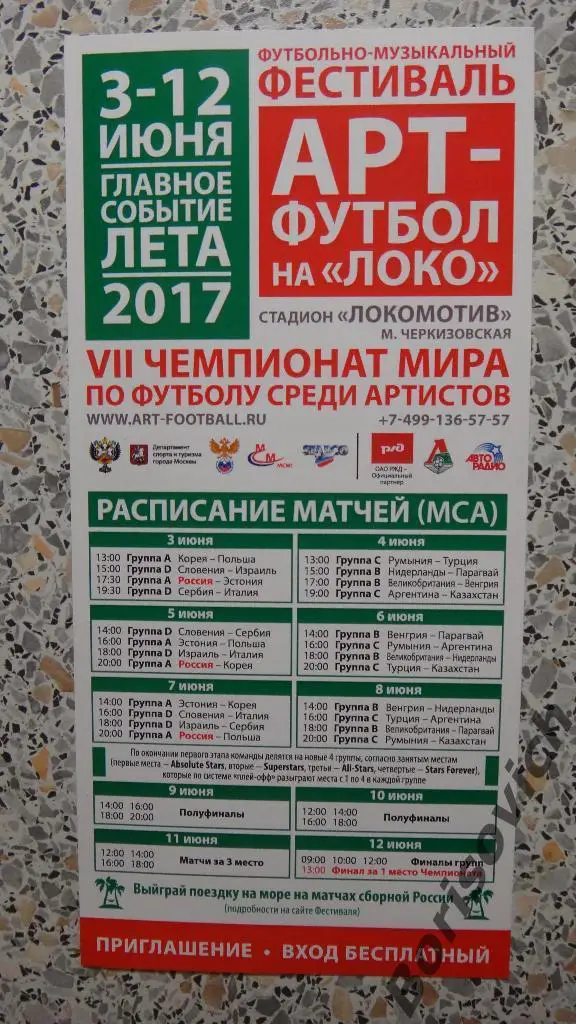 3-12
ИЮНЯ
ГЛАВНОЕ
СОБЫТИЕ
ЛЕТА
2017
ФУТБОЛЬНО-МУЗЫКАЛЬНЫЙ
ФЕСТИВАЛЬ
АРТ-
ФУТБОЛ
НА «ЛОКО»
СТАДИОН «ЛОКОМОТИВ»
М. ЧЕРКИЗОВСКАЯ
VII ЧЕМПИОНАТ МИРА
ПО ФУТБОЛУ СРЕДИ АРТИСТОВ
WWW.ART-FOOTBALL.RU +7-499-136-57-57
Департамент
спорта и туризма
города Москвы
РЖД
ОАО РЖД –
Официальный
партнер
АВТО
РАДИО
РАСПИСАНИЕ МАТЧЕЙ (МСА)
3 июня
13:00 Группа A Корея – Польша
15:00 Группа D Словения – Израиль
17:30 Группа A Россия – Эстония
19:30 Группа D Сербия – Италия
4 июня
13:00 Группа C Румыния – Турция
15:00 Группа B Нидерланды – Парагвай
17:00 Группа B Великобритания – Венгрия
19:00 Группа C Аргентина – Казахстан
5 июня
14:00 Группа D Словения – Сербия
16:00 Группа A Эстония – Польша
18:00 Группа D Израиль – Италия
20:00 Группа A Россия – Корея
6 июня
14:00 Группа B Венгрия – Парагвай
16:00 Группа C Румыния – Аргентина
18:00 Группа B Великобритания – Нидерланды
20:00 Группа C Турция – Казахстан
7 июня
14:00 Группа A Эстония – Корея
16:00 Группа D Словения – Италия
18:00 Группа D Израиль – Сербия
20:00 Группа A Россия – Польша
8 июня
14:00 Группа B Венгрия – Нидерланды
16:00 Группа C Турция – Аргентина
18:00 Группа B Великобритания – Парагвай
20:00 Группа C Румыния – Казахстан
По окончании первого этапа команды делятся на новые 4 группы, согласно занятым местам
(первые места – Absolute Stars, вторые – Superstars, третьи – All-Stars, четвертые – Stars Forever),
которые по системе «плей-офф» разыграют места с 1 по 4 в каждой группе
9 июня
14:00 16:00
18:00 20:00
Полуфиналы
10 июня
12:00 14:00
16:00 18:00
Полуфиналы
11 июня
12:00 14:00
16:00 18:00
Матчи за 3 место
12 июня
09:00 10:00 12:00 Финалы групп
13:00 Финал за 1 место Чемпионата
Выйграй поездку на море на матчах сборной России
(подробности на сайте Фестиваля)
ПРИГЛАШЕНИЕ • ВХОД БЕСПЛАТНЫЙ
Borisovich